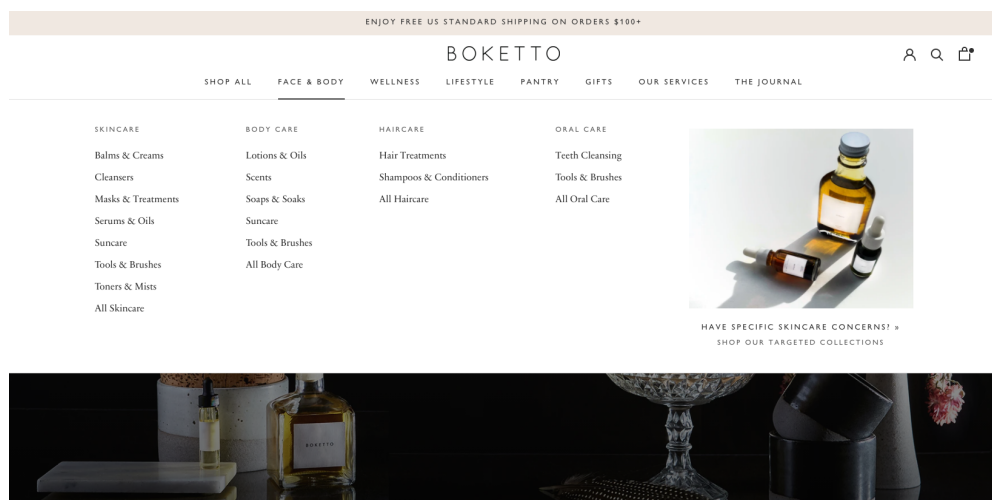 ENJOY FREE US STANDARD SHIPPING ON ORDERS $100+
BOKETTO
SHOP ALL
FACE & BODY
WELLNESS
LIFESTYLE
PANTRY
GIFTS
OUR SERVICES
THE JOURNAL
SKINCARE
Balms & Creams
Cleansers
Masks & Treatments
Serums & Oils
Suncare
Tools & Brushes
Toners & Mists
All Skincare
BODY CARE
Lotions & Oils
Scents
Soaps & Soaks
Suncare
Tools & Brushes
All Body Care
HAIRCARE
Hair Treatments
Shampoos & Conditioners
All Haircare
ORAL CARE
Teeth Cleansing
Tools & Brushes
All Oral Care
HAVE SPECIFIC SKINCARE CONCERNS? »
SHOP OUR TARGETED COLLECTIONS
BOKETTO